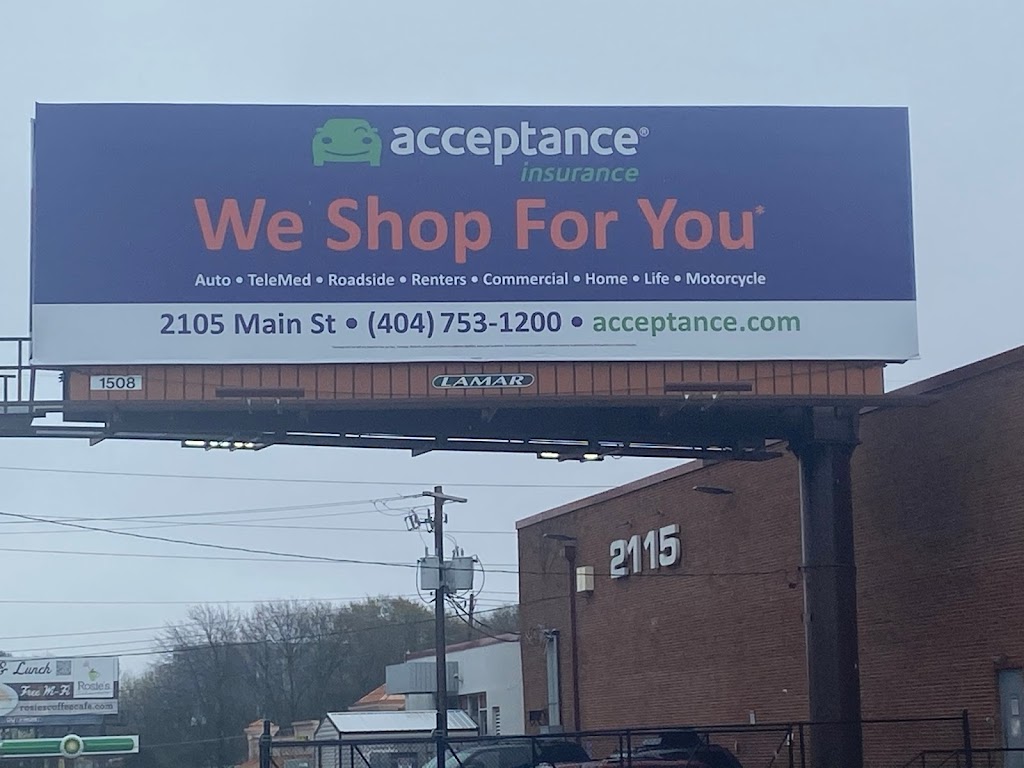 acceptance®
insurance
We Shop For You*
Auto • TeleMed • Roadside • Renters • Commercial • Home • Life • Motorcycle
2105 Main St • (404) 753-1200 • acceptance.com
1508
LAMAR
2115
& Lunch
Free Wi-Fi
Rosie's
rosiescoffeecafe.com